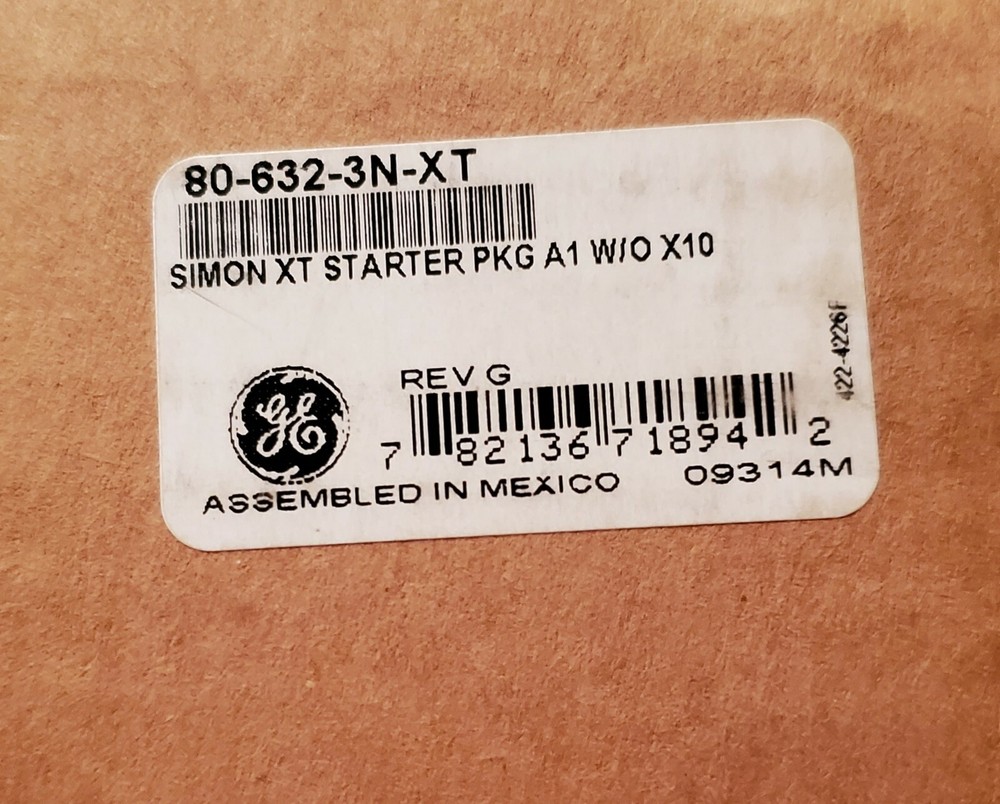 80-632-3N-XT
SIMON XT STARTER PKG A1 W/O X10
422-4226F
REV G
GE
7 82136 71894 2
ASSEMBLED IN MEXICO 09314M